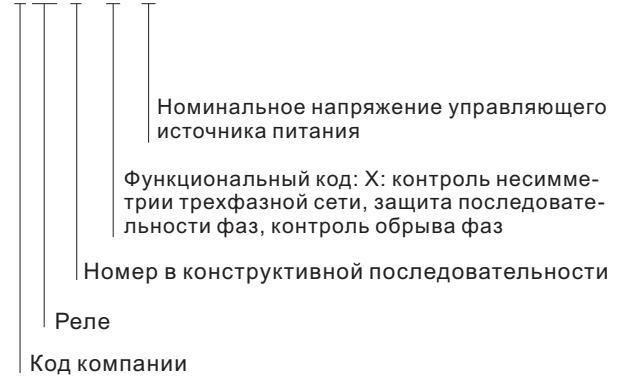 Номинальное напряжение управляющего
источника питания
Функциональный код: X: контроль несимме-
трии трехфазной сети, защита последовате-
льности фаз, контроль обрыва фаз
Номер в конструктивной последовательности
Реле
Код компании